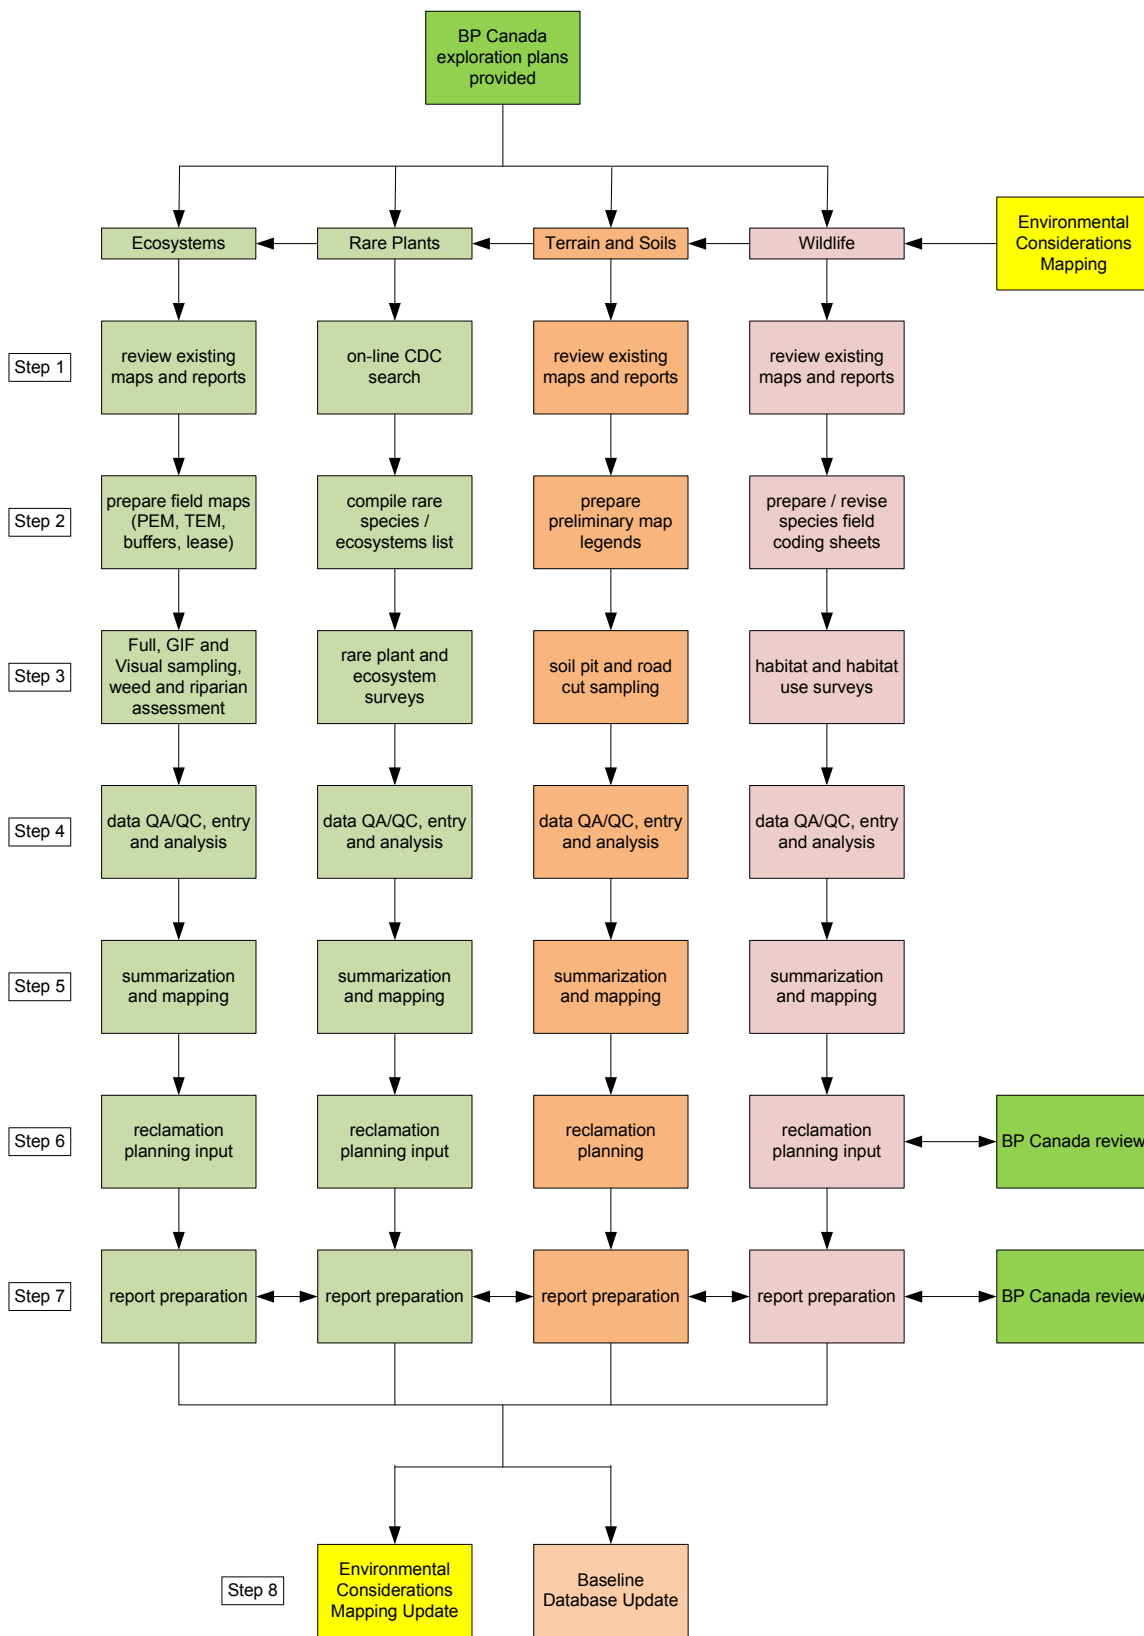 BP Canada
exploration plans
provided
Environmental
Considerations
Mapping
Ecosystems
Rare Plants
Terrain and Soils
Wildlife
Step 1
review existing
maps and reports
on-line CDC
search
review existing
maps and reports
review existing
maps and reports
Step 2
prepare field maps
(PEM, TEM,
buffers, lease)
compile rare
species /
ecosystems list
prepare
preliminary map
legends
prepare / revise
species field
coding sheets
Step 3
Full, GIF and
Visual sampling,
weed and riparian
assessment
rare plant and
ecosystem
surveys
soil pit and road
cut sampling
habitat and habitat
use surveys
Step 4
data QA/QC, entry
and analysis
data QA/QC, entry
and analysis
data QA/QC, entry
and analysis
data QA/QC, entry
and analysis
Step 5
summarization
and mapping
summarization
and mapping
summarization
and mapping
summarization
and mapping
Step 6
reclamation
planning input
reclamation
planning input
reclamation
planning
reclamation
planning input
BP Canada review
Step 7
report preparation
report preparation
report preparation
report preparation
BP Canada review
Step 8
Environmental
Considerations
Mapping Update
Baseline
Database Update